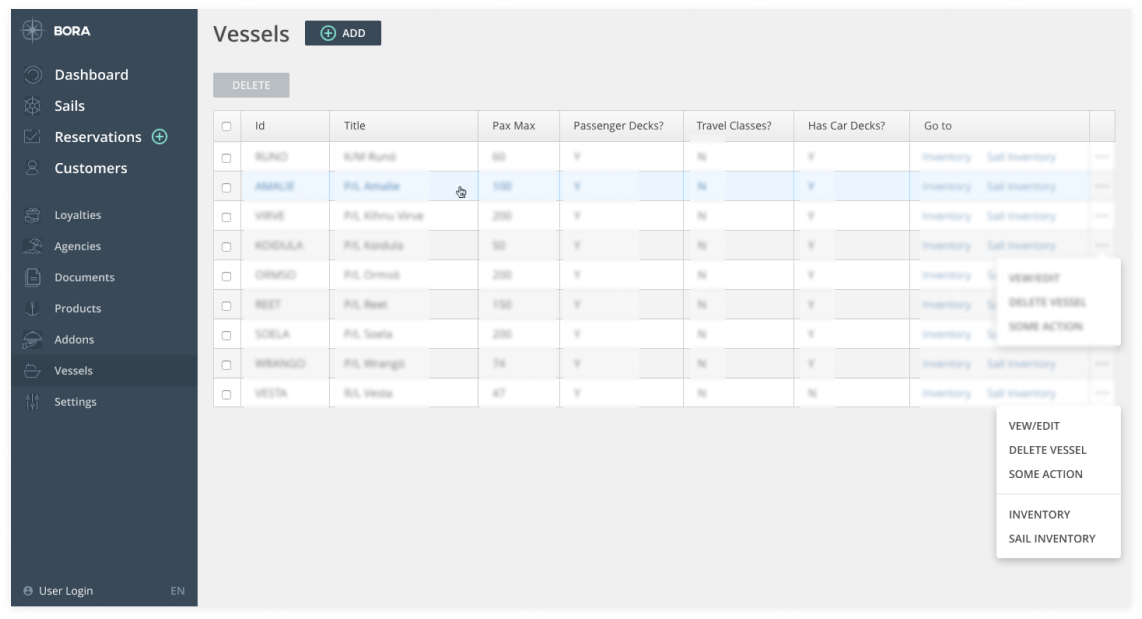 BORA
Dashboard
Sails
Reservations
Customers
Loyalties
Agencies
Documents
Products
Addons
Vessels
Settings
User Login EN
Vessels ADD
DELETE
Id Title Pax Max Passenger Decks? Travel Classes? Has Car Decks? Go to
RUNO 60 Y N Y Inventory Sail Inventory
AMALIE P/L Amalie 100 Y N Y Inventory Sail Inventory
VIRVE P/L Kihnu Virve 200 Y N Y Inventory Sail Inventory
KOIDULA P/L Koidula 50 Y N Y Inventory Sail Inventory
ORMSO P/L Ormsö 200 Y N Y Inventory
REET P/L Reet 150 Y N Y Inventory
SOELA P/L Soela 200 Y N Y Inventory
WRANGO P/L Wrangö 74 Y N Y Inventory Sail Inventory
VESTA R/L Vesta 47 Y N N Inventory Sail Inventory
VEW/EDIT
DELETE VESSEL
SOME ACTION
VEW/EDIT
DELETE VESSEL
SOME ACTION
INVENTORY
SAIL INVENTORY